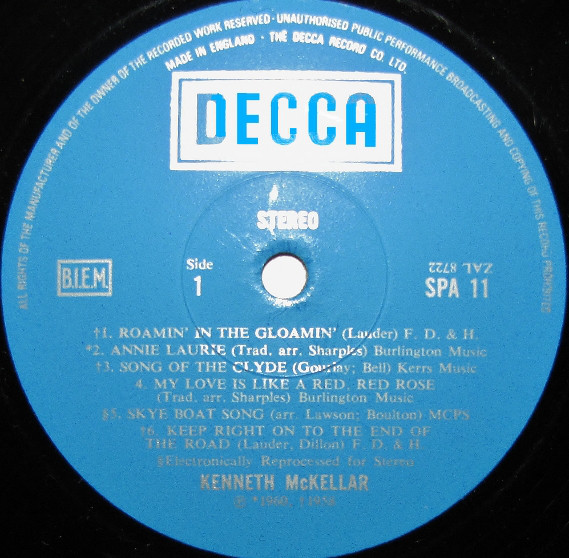 ALL RIGHTS OF THE MANUFACTURER AND OF THE OWNER OF THE RECORDED WORK RESERVED · UNAUTHORISED PUBLIC PERFORMANCE BROADCASTING AND COPYING OF THIS RECORD PROHIBITED
MADE IN ENGLAND · THE DECCA RECORD CO. LTD.
DECCA
STEREO
Side
1
B.I.E.M.
ZAL 8722
SPA 11
†1. ROAMIN' IN THE GLOAMIN' (Lauder) F. D. & H.
*2. ANNIE LAURIE (Trad. arr. Sharples) Burlington Music
†3. SONG OF THE CLYDE (Gourlay; Bell) Kerrs Music
4. MY LOVE IS LIKE A RED, RED ROSE
(Trad. arr. Sharples) Burlington Music
§5. SKYE BOAT SONG (arr. Lawson; Boulton) MCPS
†6. KEEP RIGHT ON TO THE END OF
THE ROAD (Lauder, Dillon) F. D. & H.
§Electronically Reprocessed for Stereo
KENNETH McKELLAR
℗ *1960, †1958